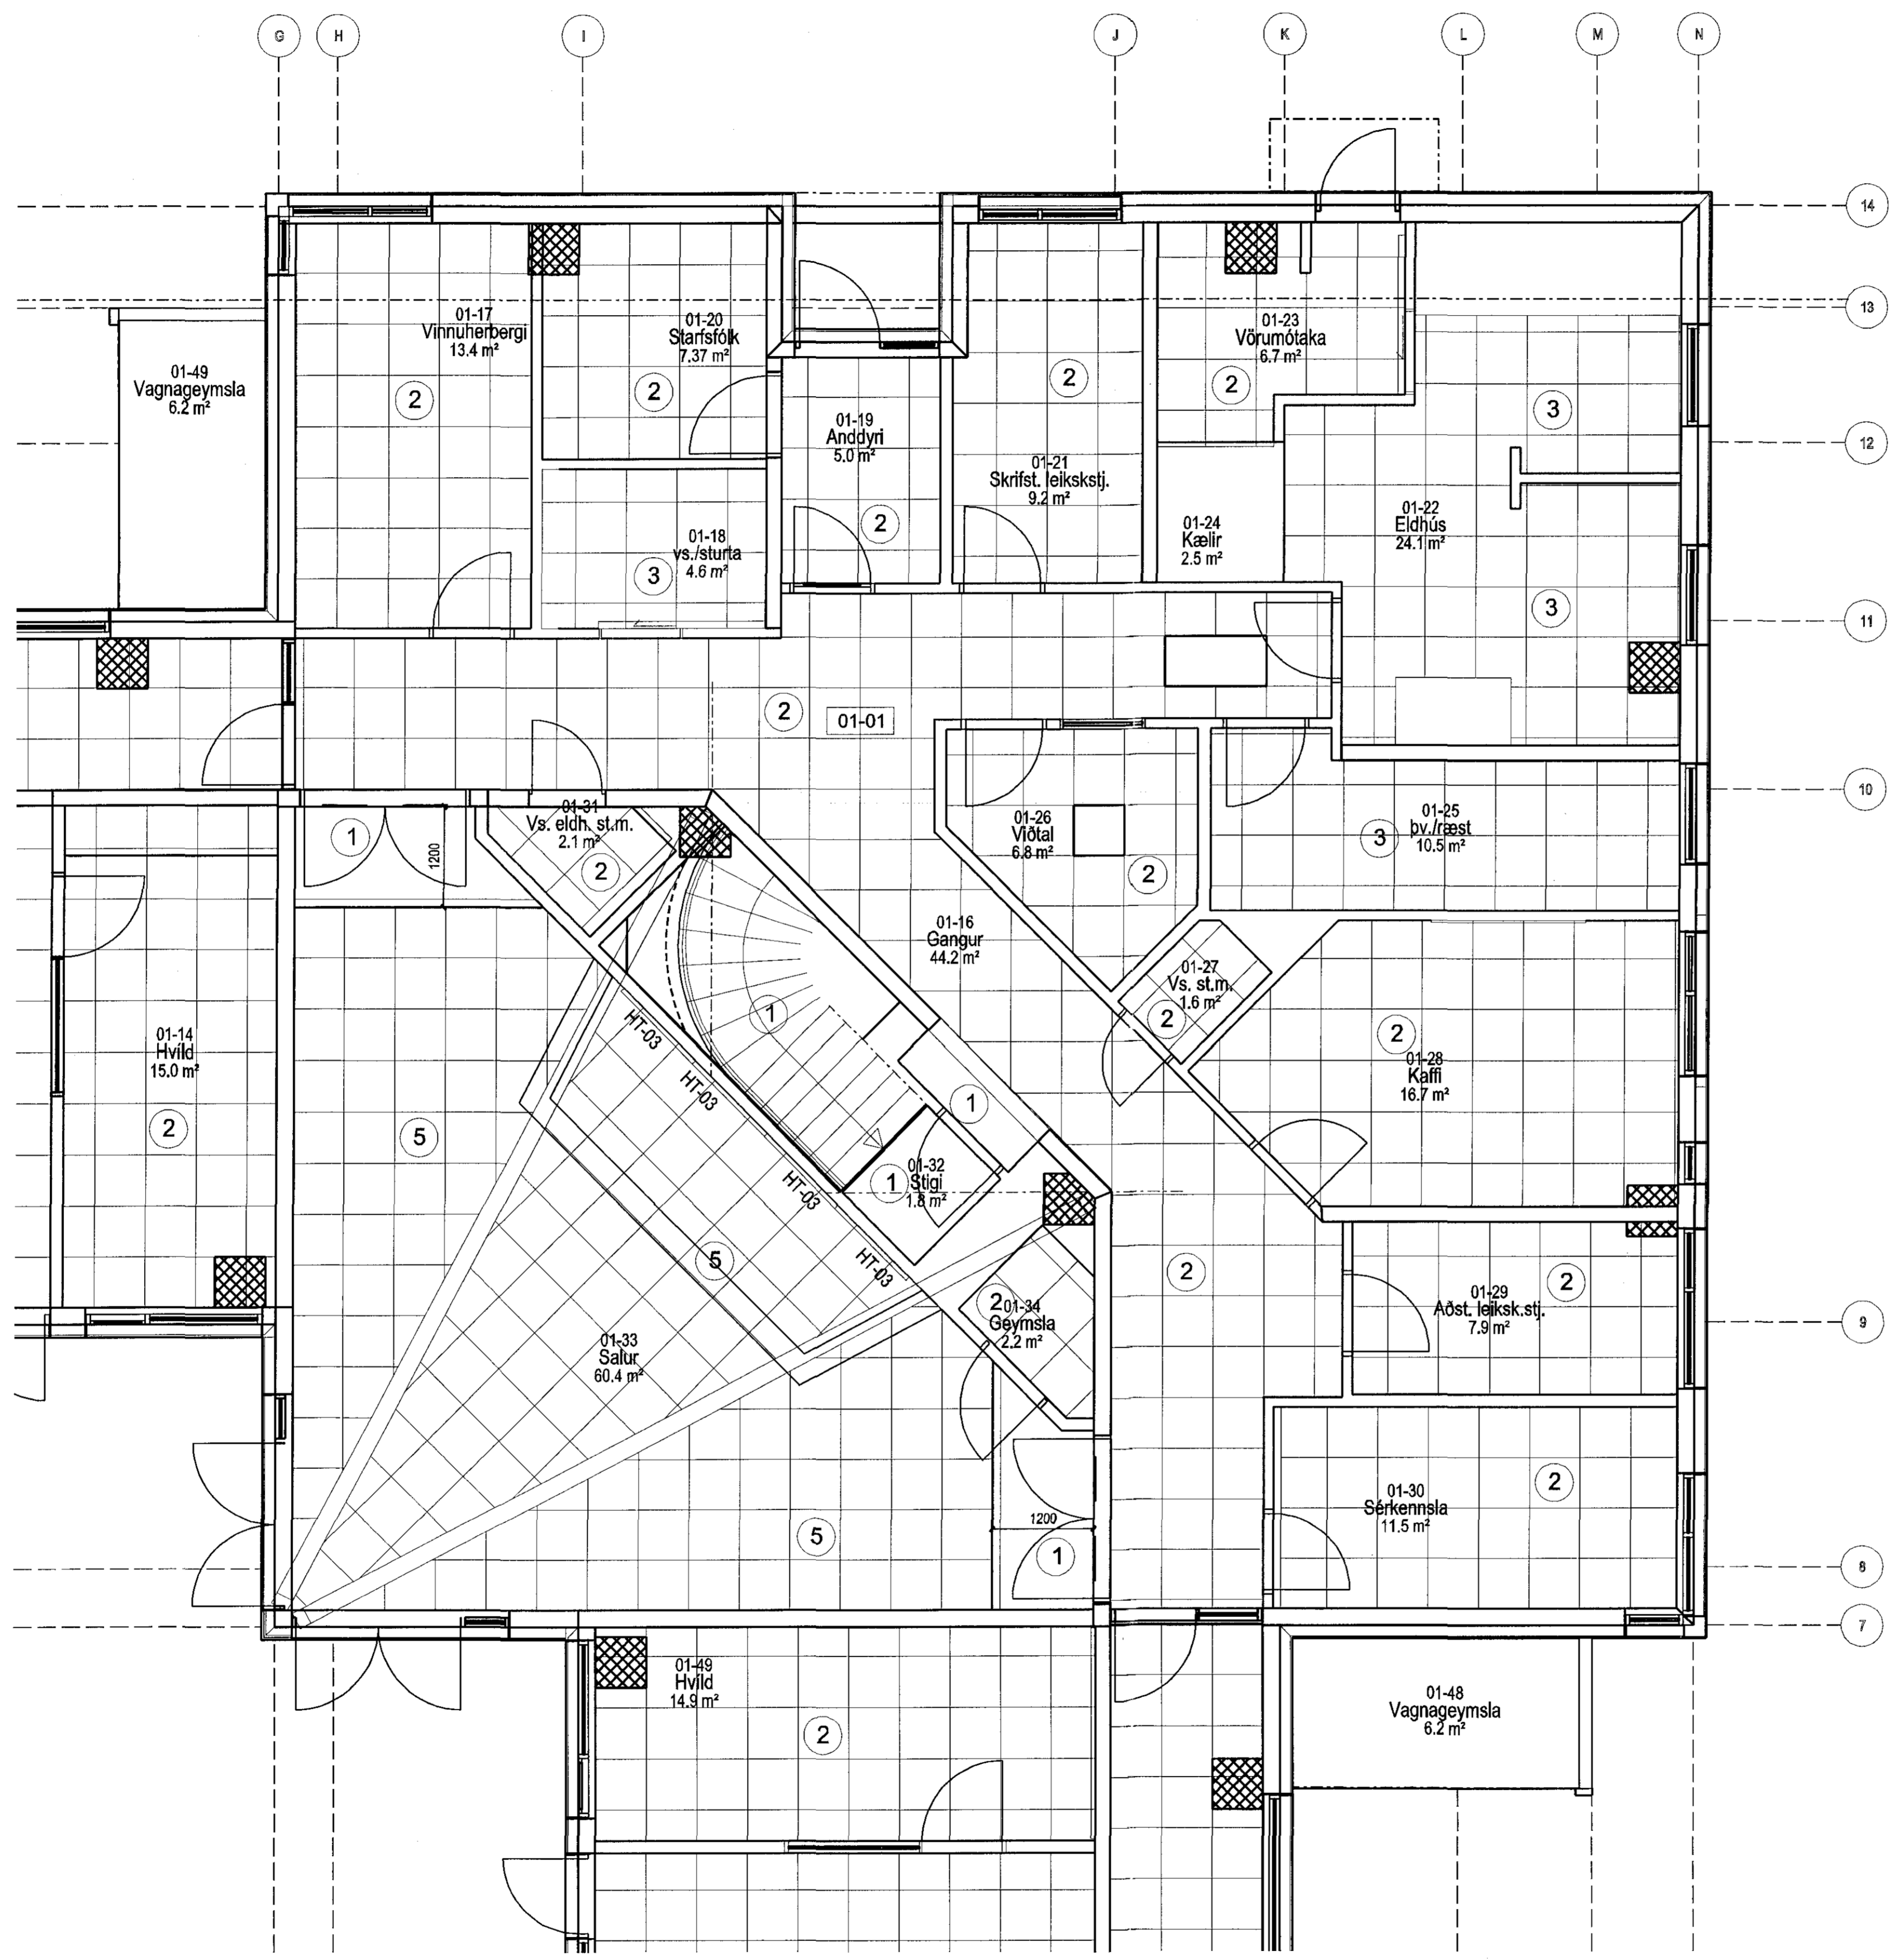 G
H
I
J
K
L
M
N
14
13
12
11
10
9
8
7
01-49
Vagnageymsla
6.2 m²
01-17
Vinnuherbergi
13.4 m²
2
01-20
Starfsfólk
7.37 m²
2
01-18
vs./sturta
4.6 m²
3
01-19
Anddyri
5.0 m²
2
2
01-21
Skrifst. leikskstj.
9.2 m²
01-23
Vörumótaka
6.7 m²
2
01-24
Kælir
2.5 m²
3
01-22
Eldhús
24.1 m²
3
2
01-01
1
1200
01-31
Vs. eldh. st.m.
2.1 m²
2
01-26
Viðtal
6.8 m²
2
01-25
þv./ræst
10.5 m²
3
01-16
Gangur
44.2 m²
01-27
Vs. st.m.
1.6 m²
2
2
01-28
Kaffi
16.7 m²
01-14
Hvíld
15.0 m²
2
5
HT-03
HT-03
HT-03
HT-03
1
1
1
01-32
Stigi
1.8 m²
5
2
01-34
Geymsla
2.2 m²
2
01-29
Aðst. leiksk.stj.
7.9 m²
2
01-33
Salur
60.4 m²
01-30
Sérkennsla
11.5 m²
2
5
1200
1
01-49
Hvíld
14.9 m²
2
01-48
Vagnageymsla
6.2 m²